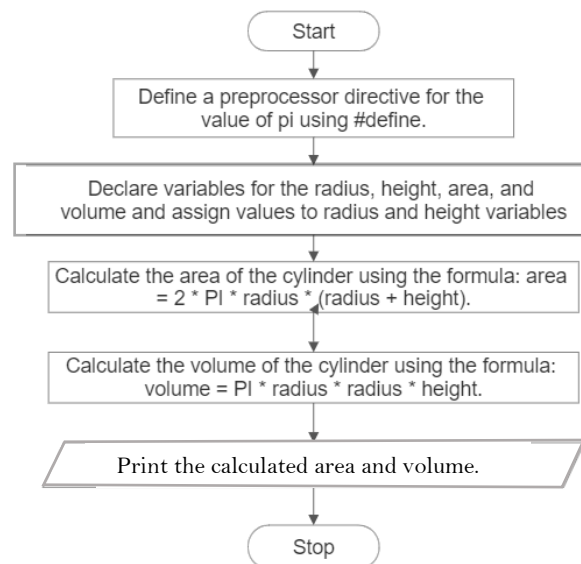 Start
Define a preprocessor directive for the
value of pi using #define.
Declare variables for the radius, height, area, and
volume and assign values to radius and height variables
Calculate the area of the cylinder using the formula: area
= 2 * PI * radius * (radius + height).
Calculate the volume of the cylinder using the formula:
volume = PI * radius * radius * height.
Print the calculated area and volume.
Stop